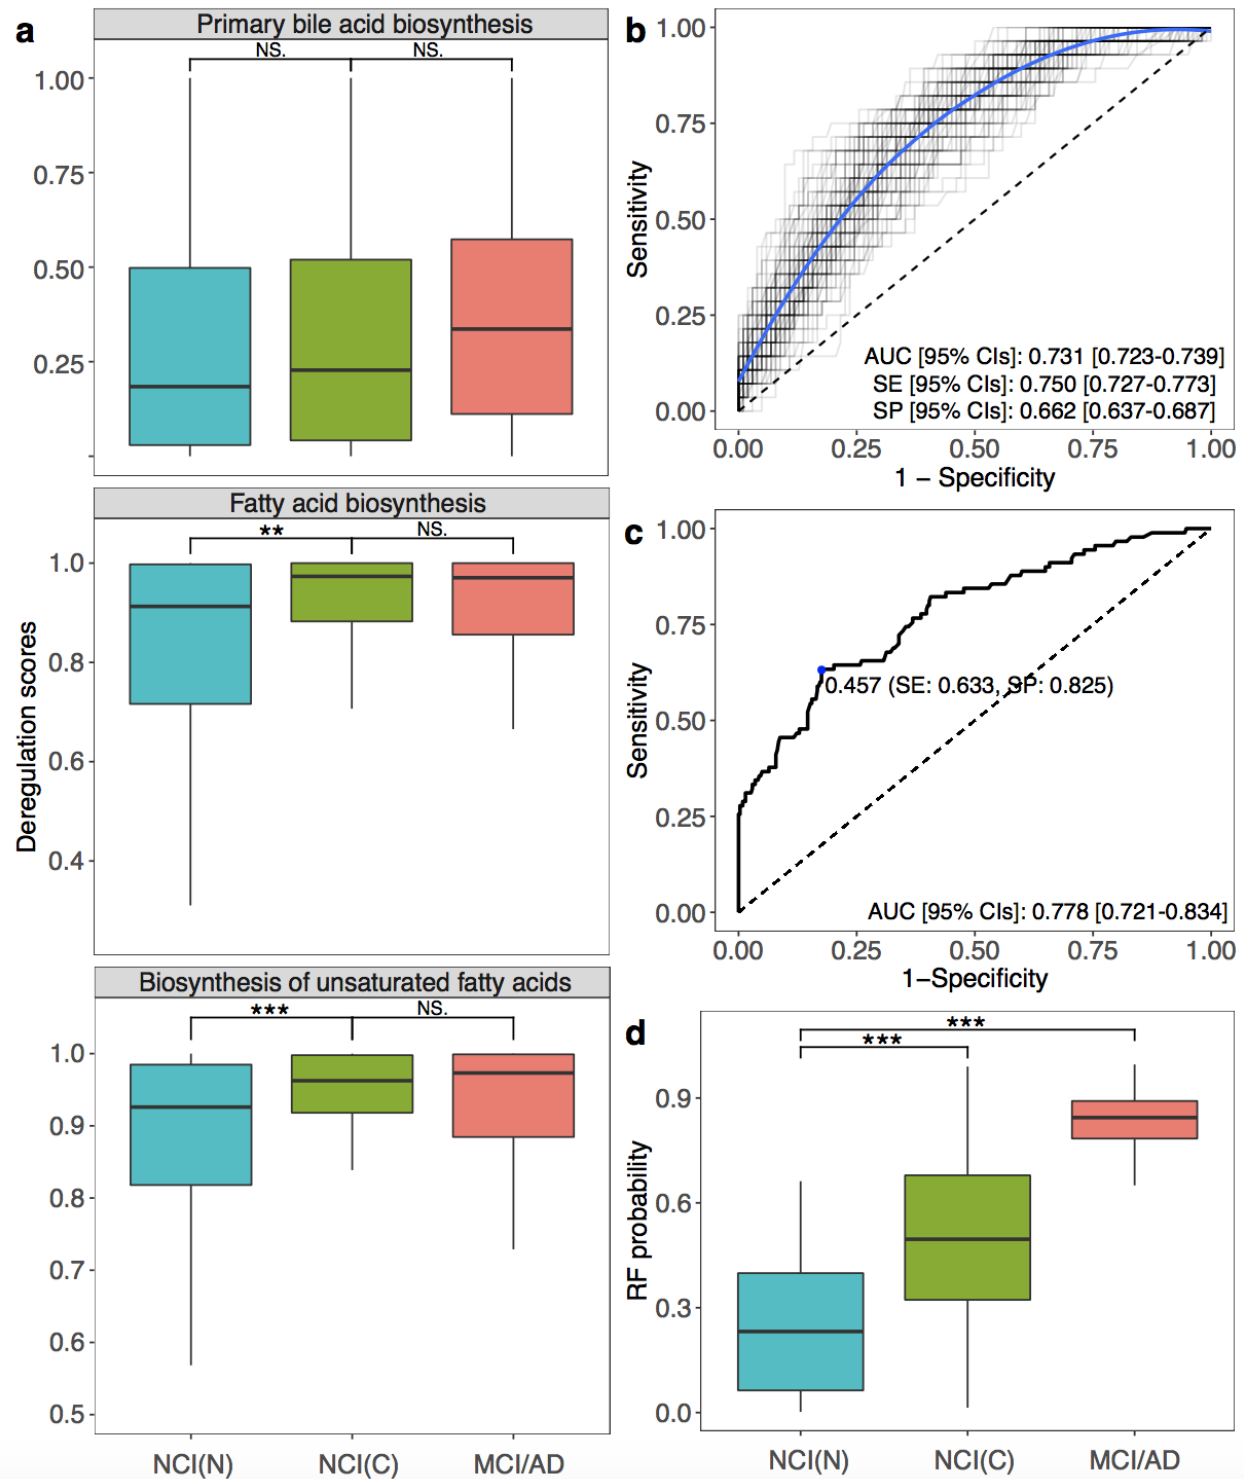 a
Primary bile acid biosynthesis
NS.
NS.
1.00
0.75
0.50
0.25
Fatty acid biosynthesis
**
NS.
1.0
0.8
0.6
0.4
Deregulation scores
Biosynthesis of unsaturated fatty acids
***
NS.
1.0
0.9
0.8
0.7
0.6
0.5
NCI(N)
NCI(C)
MCI/AD
b
1.00
0.75
0.50
0.25
0.00
Sensitivity
AUC [95% CIs]: 0.731 [0.723-0.739]
SE [95% CIs]: 0.750 [0.727-0.773]
SP [95% CIs]: 0.662 [0.637-0.687]
0.00 0.25 0.50 0.75 1.00
1 − Specificity
c
1.00
0.75
0.50
0.25
0.00
Sensitivity
0.457 (SE: 0.633, SP: 0.825)
AUC [95% CIs]: 0.778 [0.721-0.834]
0.00 0.25 0.50 0.75 1.00
1−Specificity
d
***
***
0.9
0.6
0.3
0.0
RF probability
NCI(N)
NCI(C)
MCI/AD